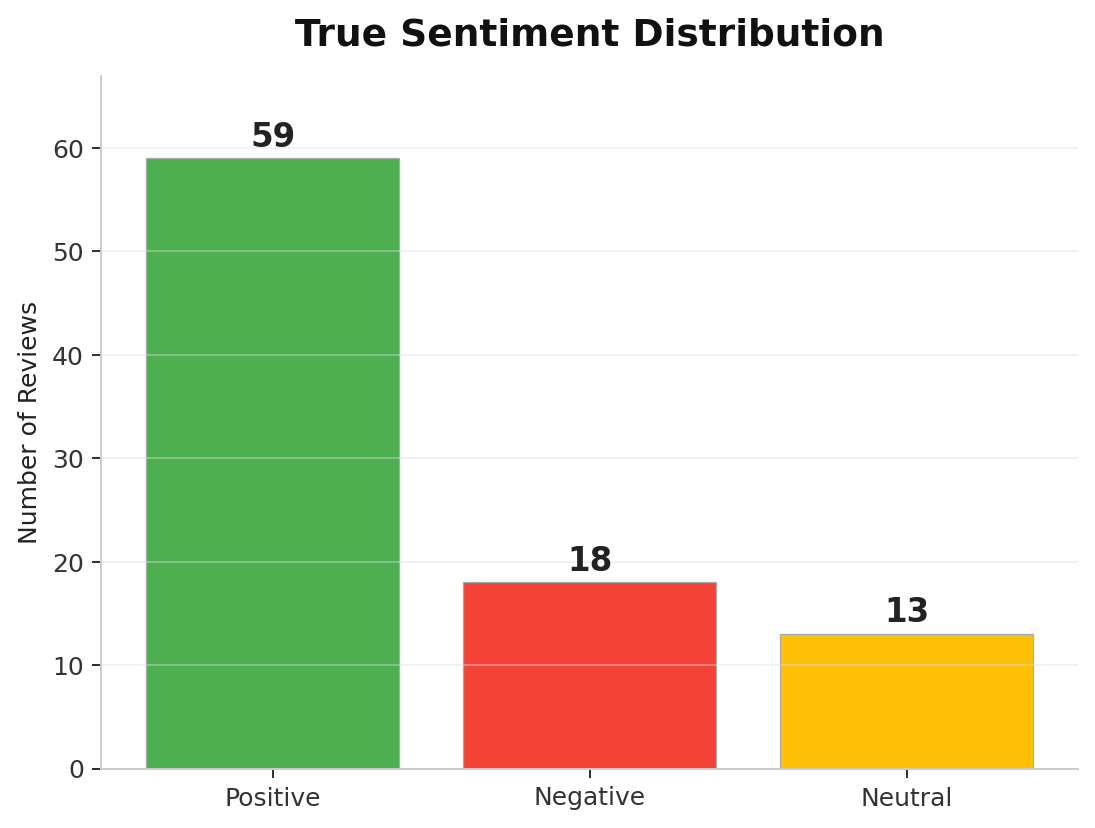 True Sentiment Distribution
59
60
50
40
30
20
10
0
Number of Reviews
18
13
Positive
Negative
Neutral